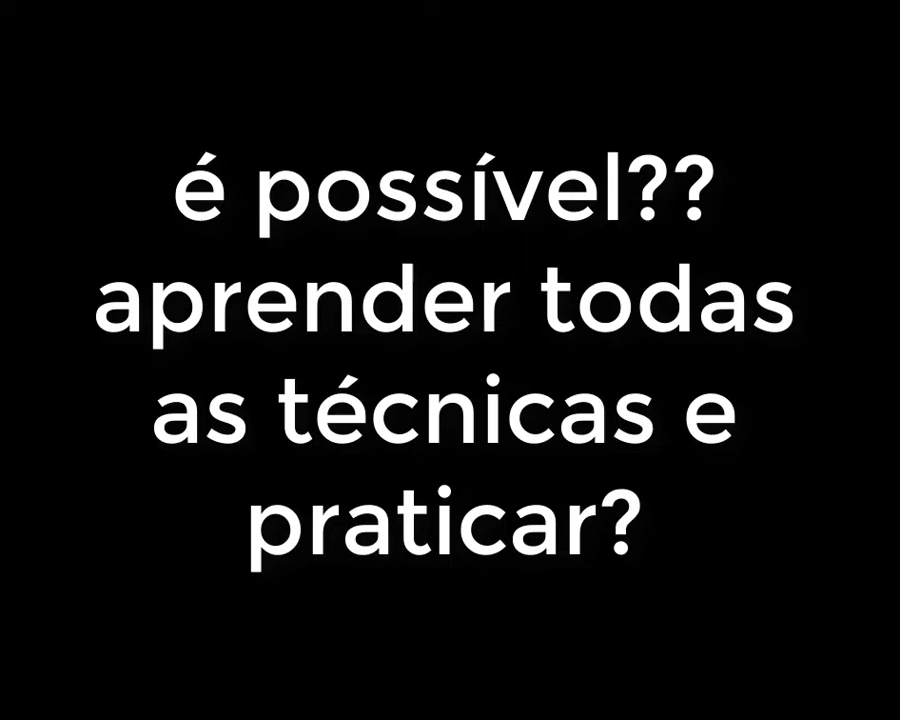 é possível??
aprender todas
as técnicas e
praticar?